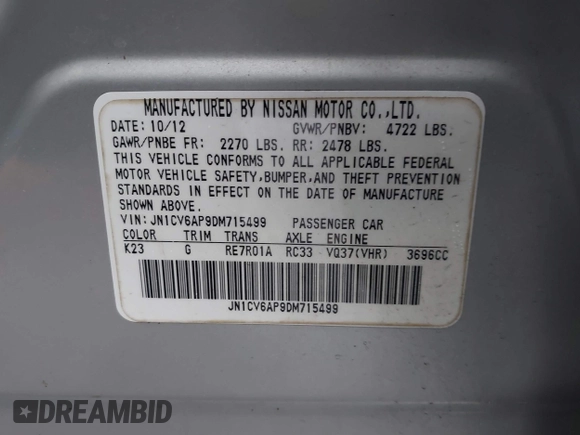 MANUFACTURED BY NISSAN MOTOR CO.,LTD.
DATE: 10/12 GVWR/PNBV: 4722 LBS.
GAWR/PNBE FR: 2270 LBS. RR: 2478 LBS.
THIS VEHICLE CONFORMS TO ALL APPLICABLE FEDERAL
MOTOR VEHICLE SAFETY,BUMPER,AND THEFT PREVENTION
STANDARDS IN EFFECT ON THE DATE OF MANUFACTURE
SHOWN ABOVE.
VIN: JN1CV6AP9DM715499 PASSENGER CAR
COLOR TRIM TRANS AXLE ENGINE
K23 G RE7R01A RC33 VQ37(VHR) 3696CC
JN1CV6AP9DM715499
DREAMBID